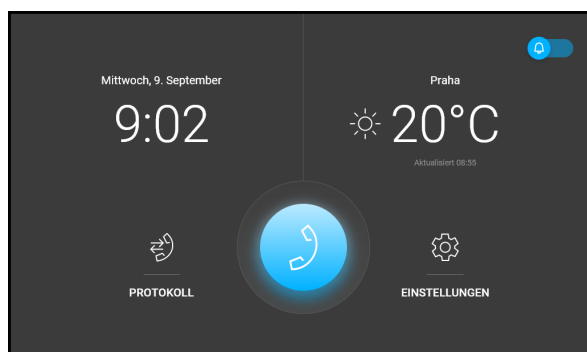 Mittwoch, 9. September
9:02
Praha
20°C
Aktualisiert 08:55
PROTOKOLL
EINSTELLUNGEN